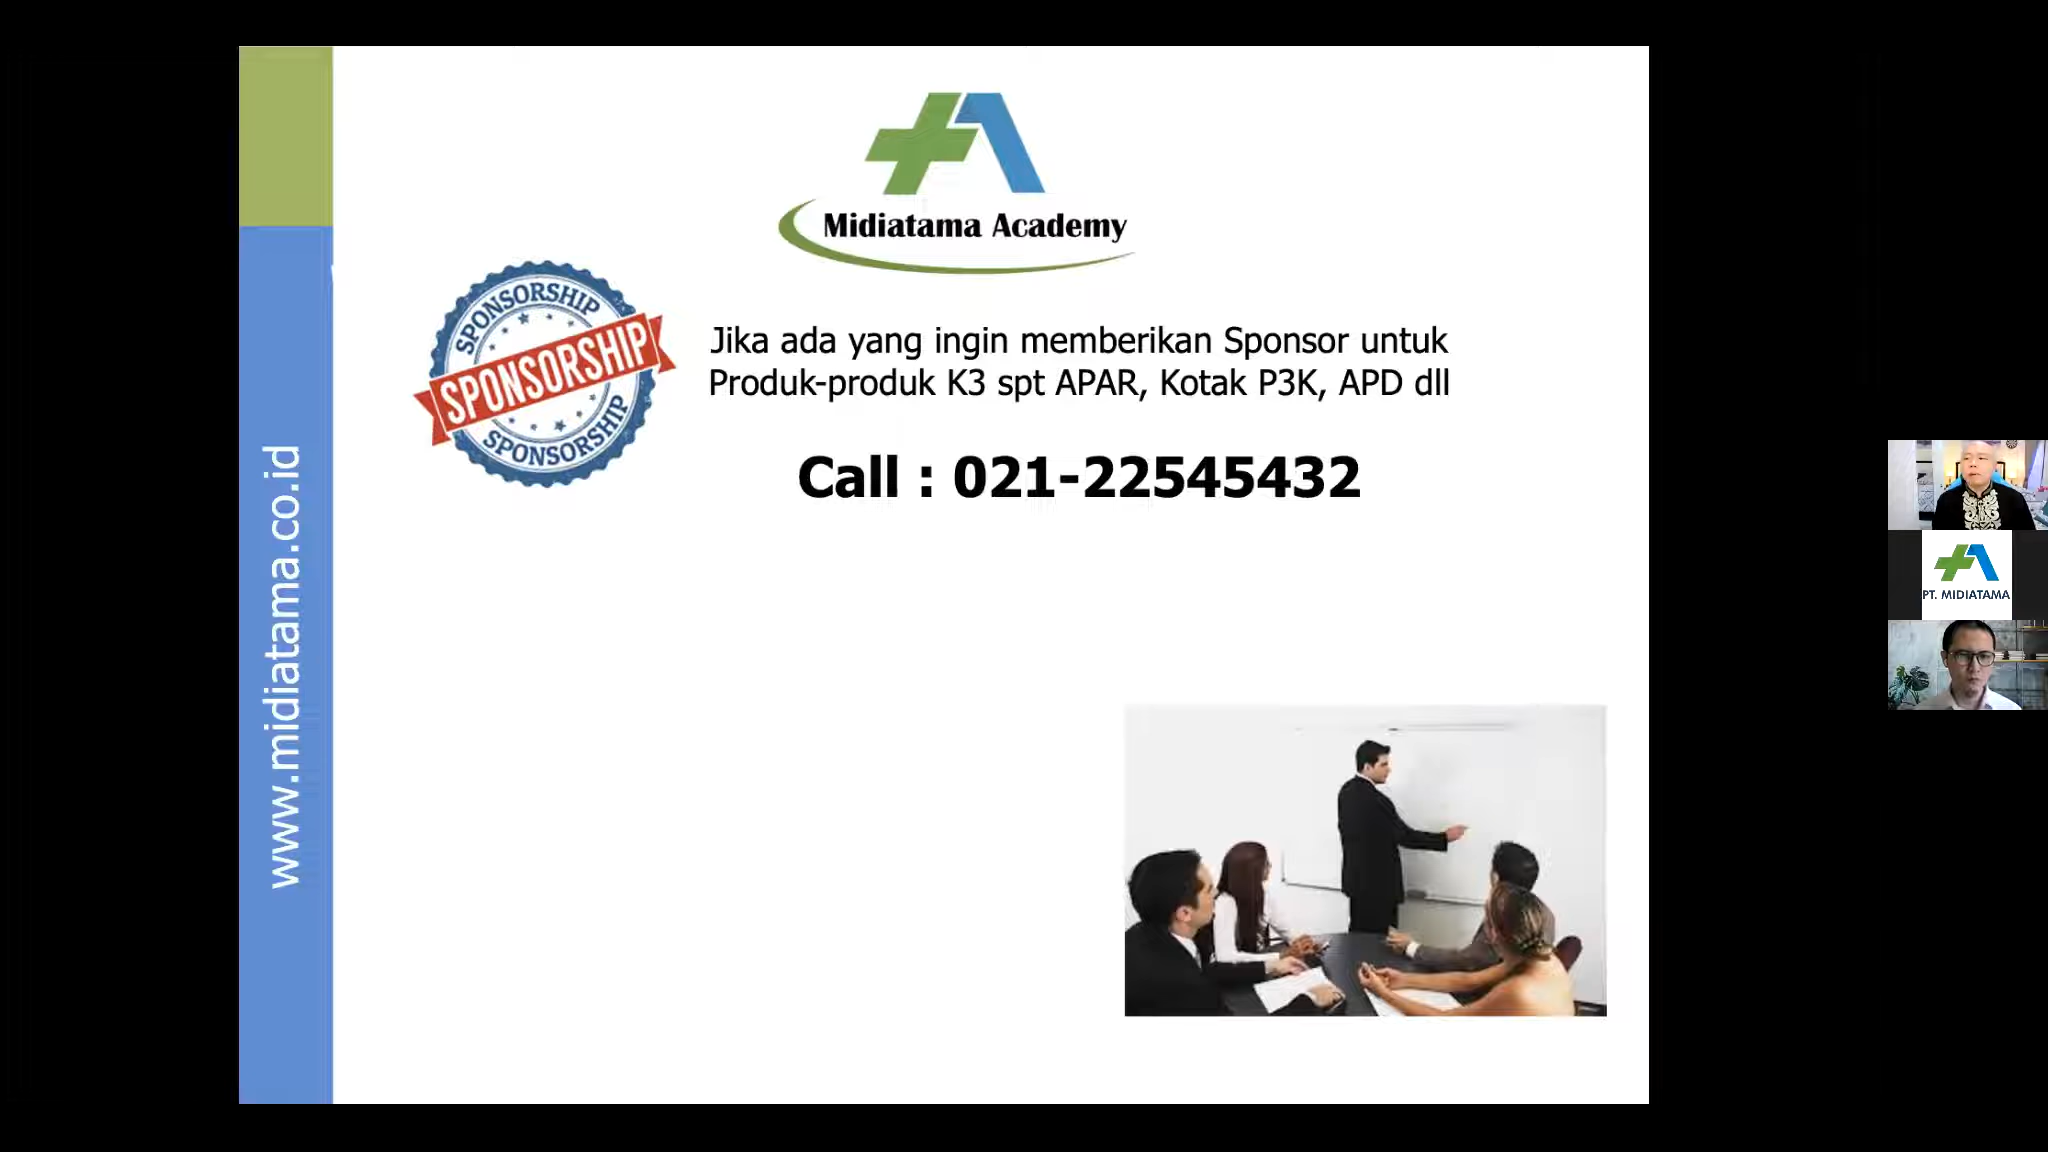 Midiatama Academy
SPONSORSHIP
SPONSORSHIP
SPONSORSHIP
Jika ada yang ingin memberikan Sponsor untuk
Produk-produk K3 spt APAR, Kotak P3K, APD dll
Call : 021-22545432
www.midiatama.co.id
PT. MIDIATAMA